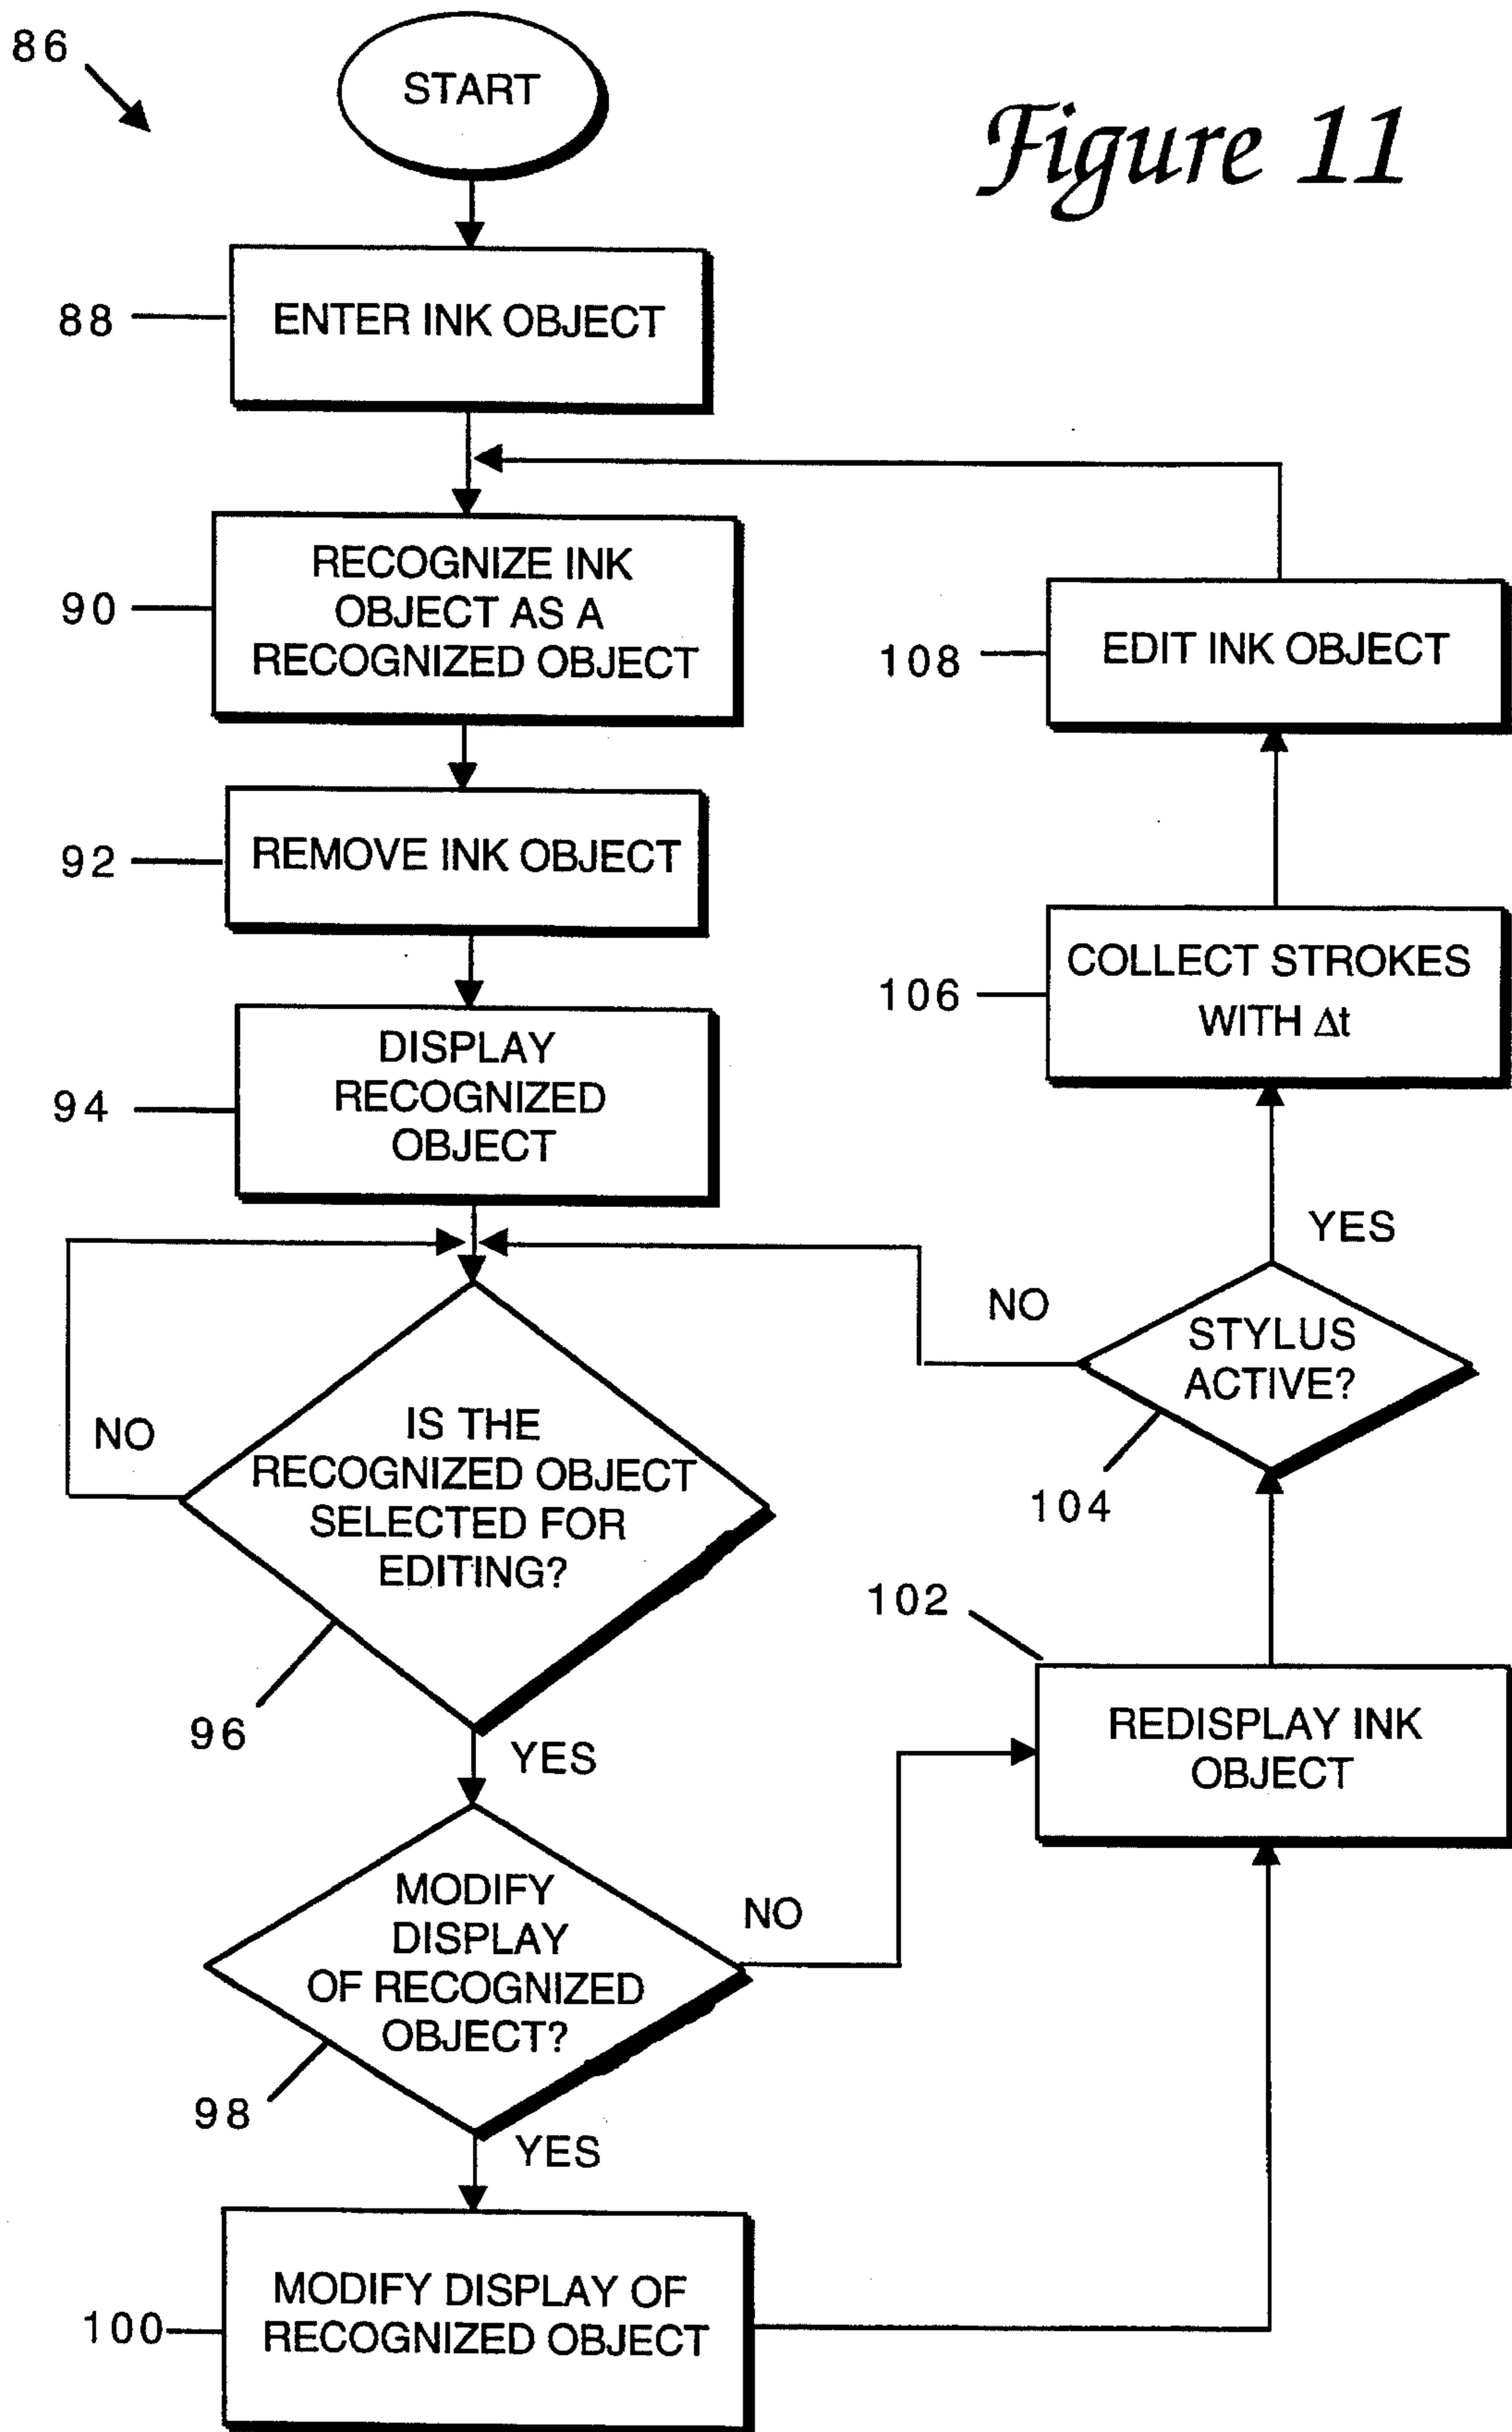 86
START
Figure 11
88
ENTER INK OBJECT
90
RECOGNIZE INK
OBJECT AS A
RECOGNIZED OBJECT
108
EDIT INK OBJECT
92
REMOVE INK OBJECT
106
COLLECT STROKES
WITH Δt
94
DISPLAY
RECOGNIZED
OBJECT
YES
NO
STYLUS
ACTIVE?
104
NO
IS THE
RECOGNIZED OBJECT
SELECTED FOR
EDITING?
96
YES
102
REDISPLAY INK
OBJECT
MODIFY
DISPLAY
OF RECOGNIZED
OBJECT?
NO
98
YES
100
MODIFY DISPLAY OF
RECOGNIZED OBJECT